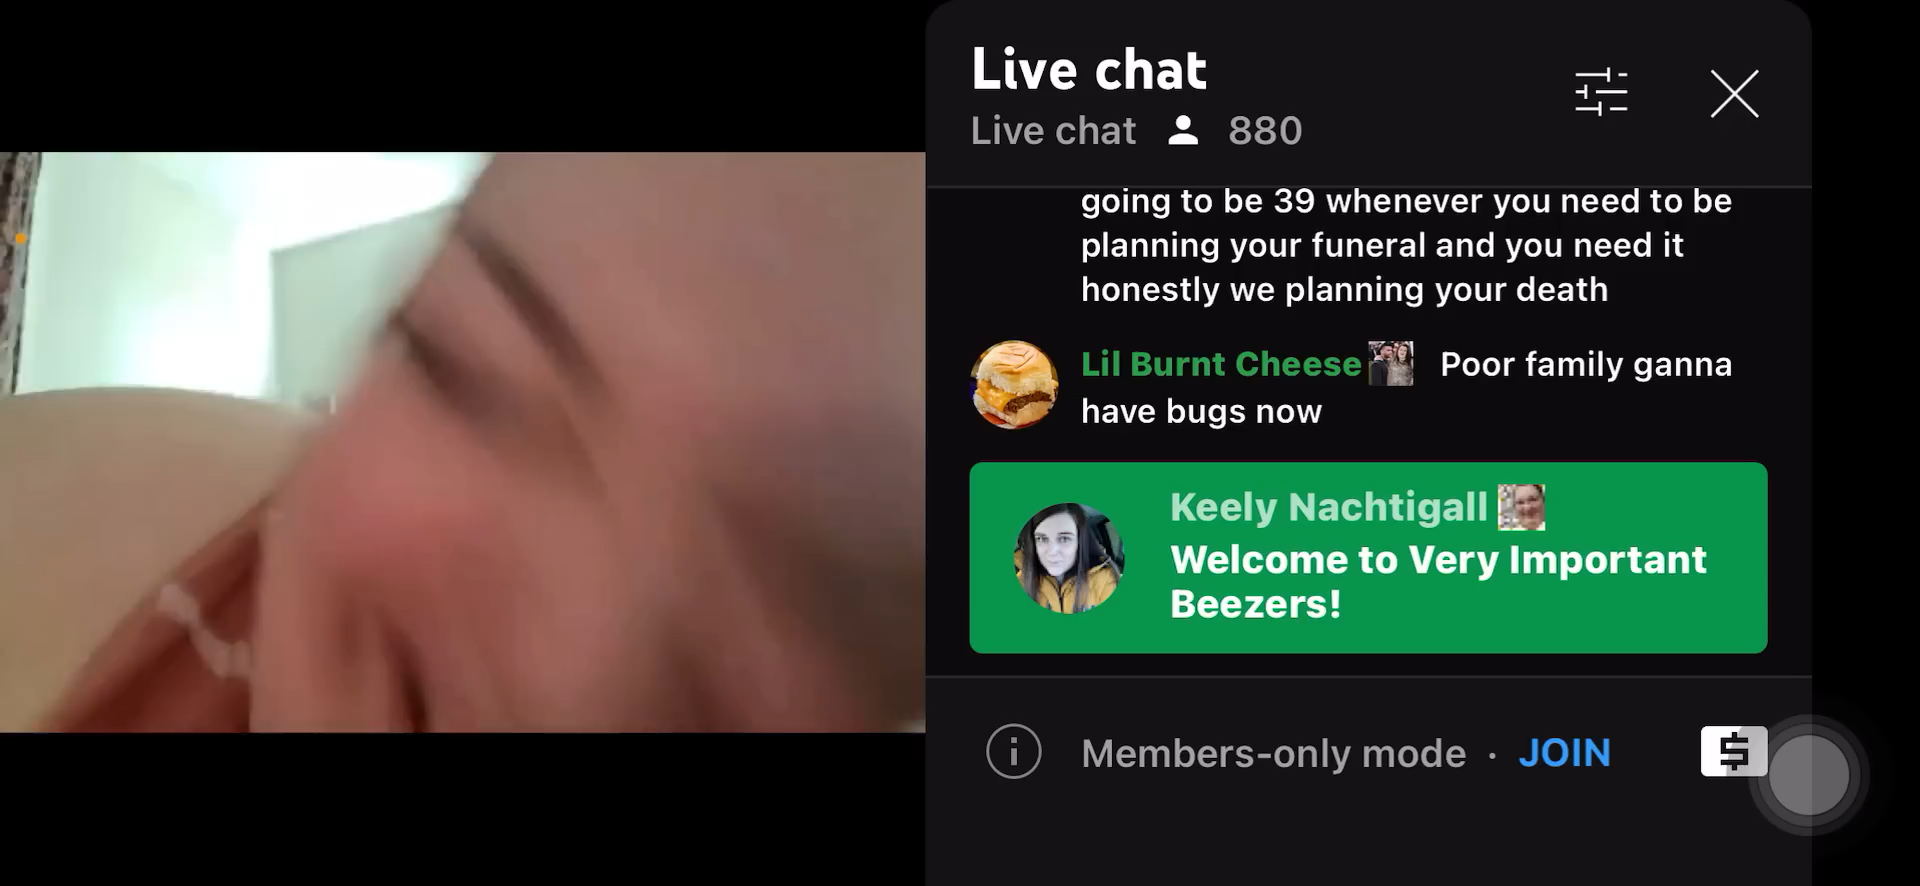 Live chat
Live chat 880
going to be 39 whenever you need to be
planning your funeral and you need it
honestly we planning your death
Lil Burnt Cheese Poor family ganna
have bugs now
Keely Nachtigall
Welcome to Very Important
Beezers!
Members-only mode · JOIN
$